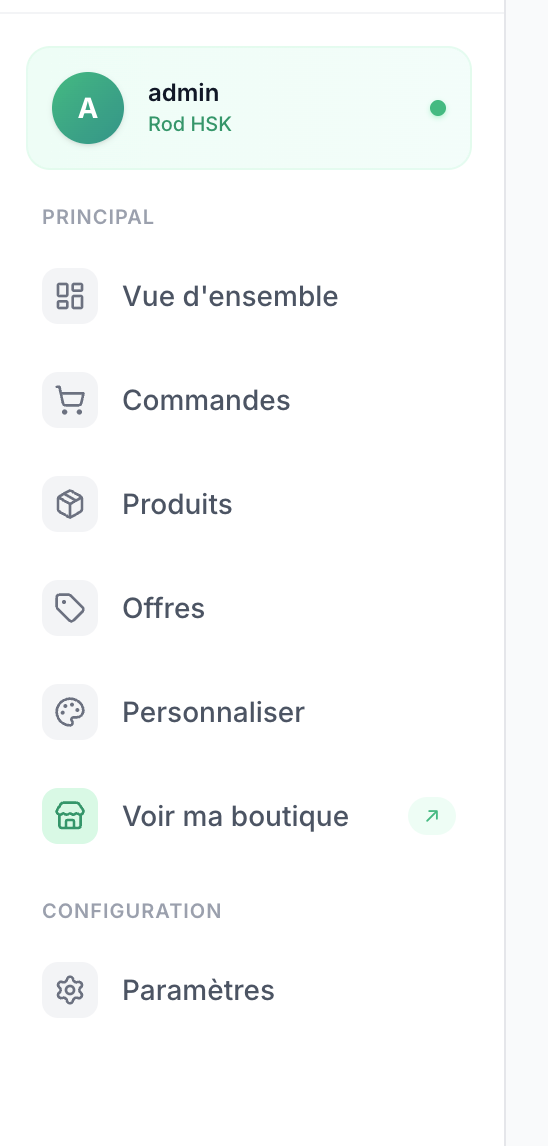 A
admin
Rod HSK
PRINCIPAL
Vue d'ensemble
Commandes
Produits
Offres
Personnaliser
Voir ma boutique
CONFIGURATION
Paramètres